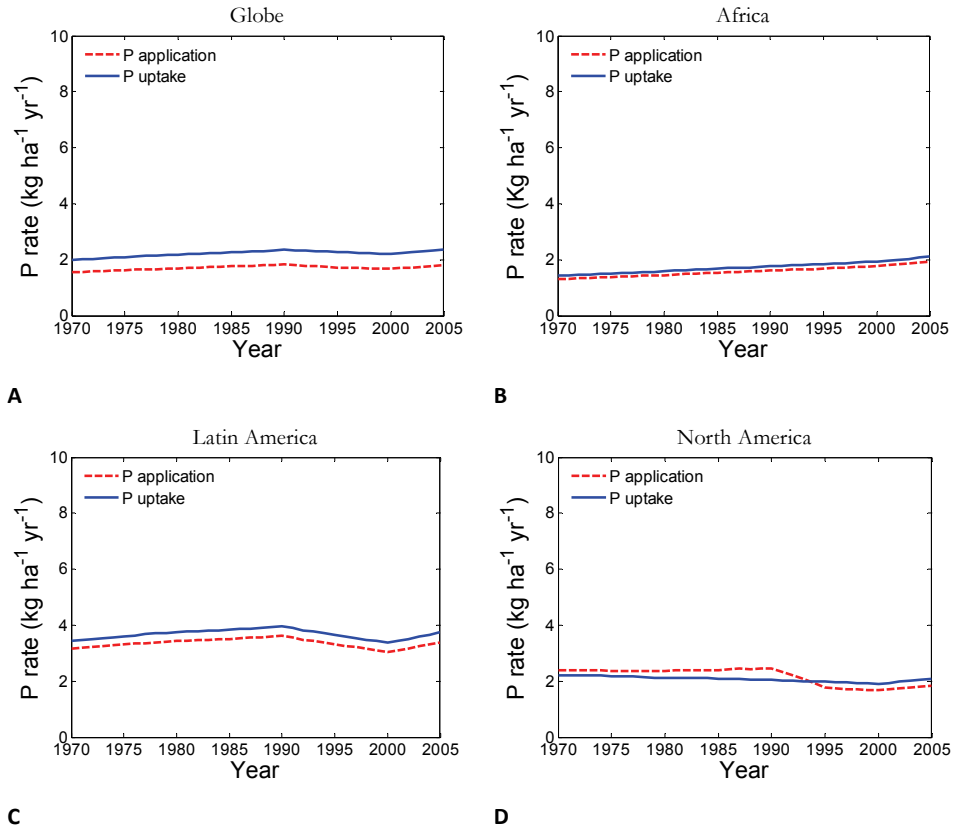 Globe
10
8
6
4
2
0
P rate (kg ha⁻¹ yr⁻¹)
P application
P uptake
1970 1975 1980 1985 1990 1995 2000 2005
Year
A
Africa
10
8
6
4
2
0
P rate (Kg ha⁻¹ yr⁻¹)
P application
P uptake
1970 1975 1980 1985 1990 1995 2000 2005
Year
B
Latin America
10
8
6
4
2
0
P rate (kg ha⁻¹ yr⁻¹)
P application
P uptake
1970 1975 1980 1985 1990 1995 2000 2005
Year
C
North America
10
8
6
4
2
0
P rate (kg ha⁻¹ yr⁻¹)
P application
P uptake
1970 1975 1980 1985 1990 1995 2000 2005
Year
D